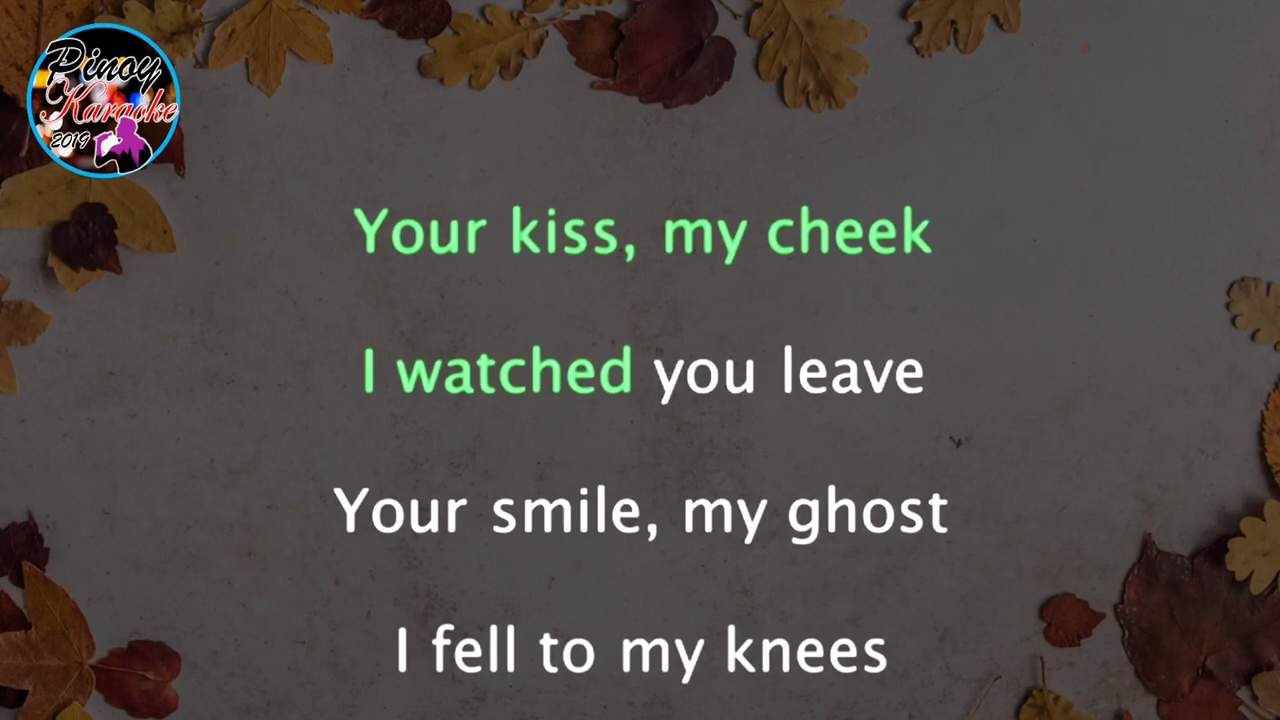 Pinoy
Karaoke
2019
Your kiss, my cheek
I watched you leave
Your smile, my ghost
I fell to my knees